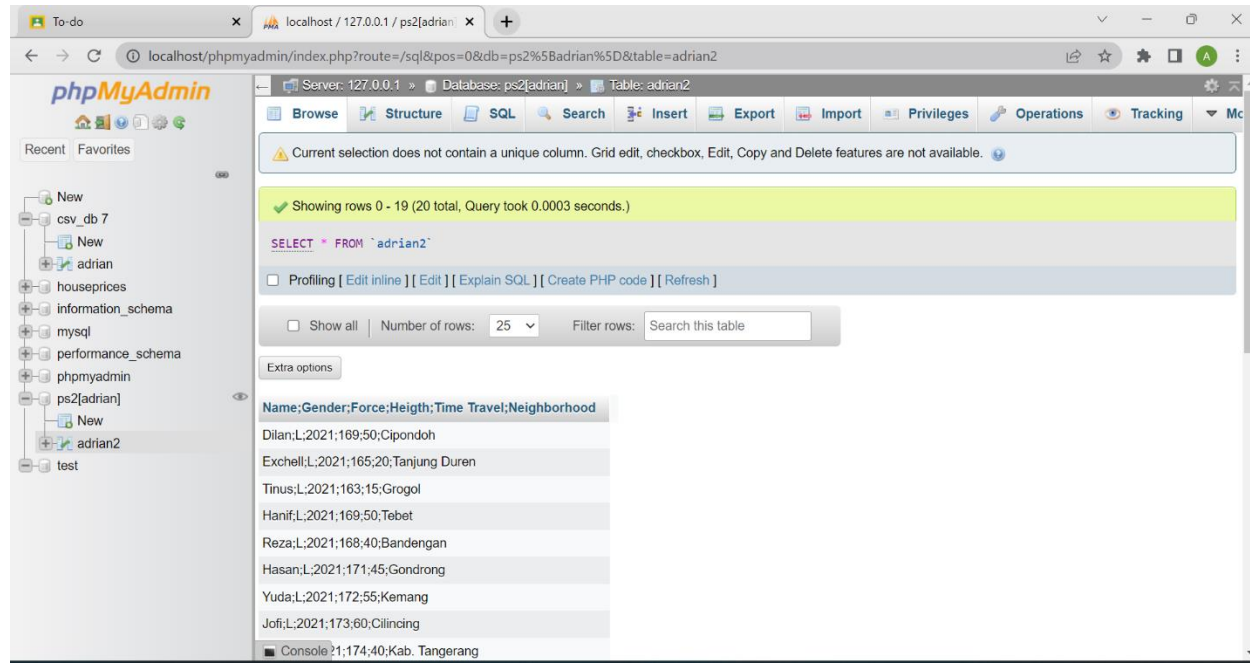 To-do
localhost / 127.0.0.1 / ps2[adrian]
localhost/phpmyadmin/index.php?route=/sql&pos=0&db=ps2%5Badrian%5D&table=adrian2
A
phpMyAdmin
Recent Favorites
New
csv_db 7
New
adrian
houseprices
information_schema
mysql
performance_schema
phpmyadmin
ps2[adrian]
New
adrian2
test
Server: 127.0.0.1 » Database: ps2[adrian] » Table: adrian2
Browse Structure SQL Search Insert Export Import Privileges Operations Tracking Mo
Current selection does not contain a unique column. Grid edit, checkbox, Edit, Copy and Delete features are not available.
Showing rows 0 - 19 (20 total, Query took 0.0003 seconds.)
SELECT * FROM `adrian2`
Profiling [ Edit inline ] [ Edit ] [ Explain SQL ] [ Create PHP code ] [ Refresh ]
Show all | Number of rows: 25 Filter rows: Search this table
Extra options
Name;Gender;Force;Heigth;Time Travel;Neighborhood
Dilan;L;2021;169;50;Cipondoh
Exchell;L;2021;165;20;Tanjung Duren
Tinus;L;2021;163;15;Grogol
Hanif;L;2021;169;50;Tebet
Reza;L;2021;168;40;Bandengan
Hasan;L;2021;171;45;Gondrong
Yuda;L;2021;172;55;Kemang
Jofi;L;2021;173;60;Cilincing
Console 21;174;40;Kab. Tangerang